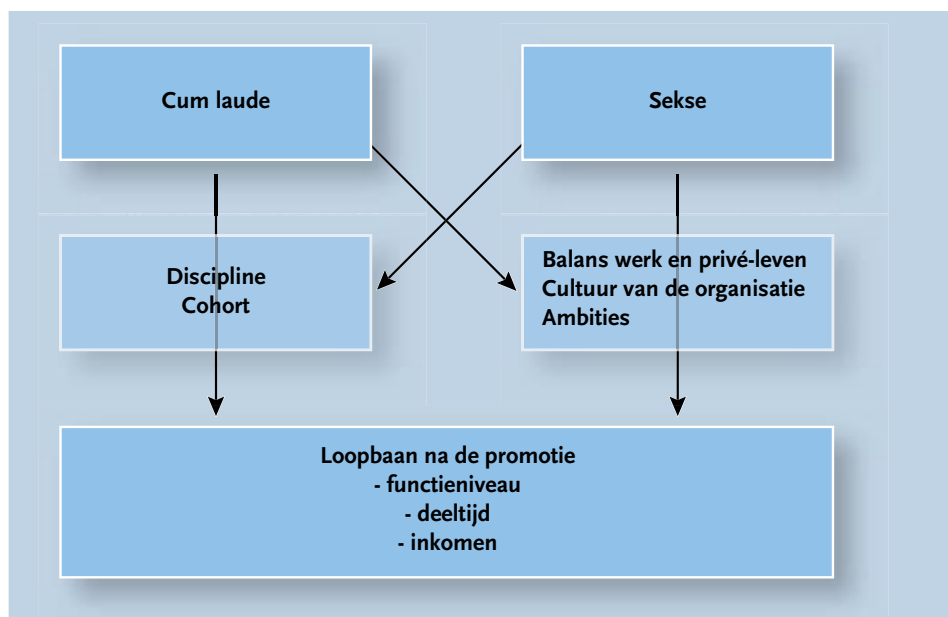 Cum laude
Sekse
Discipline
Cohort
Balans werk en privé-leven
Cultuur van de organisatie
Ambities
Loopbaan na de promotie
- functieniveau
- deeltijd
- inkomen